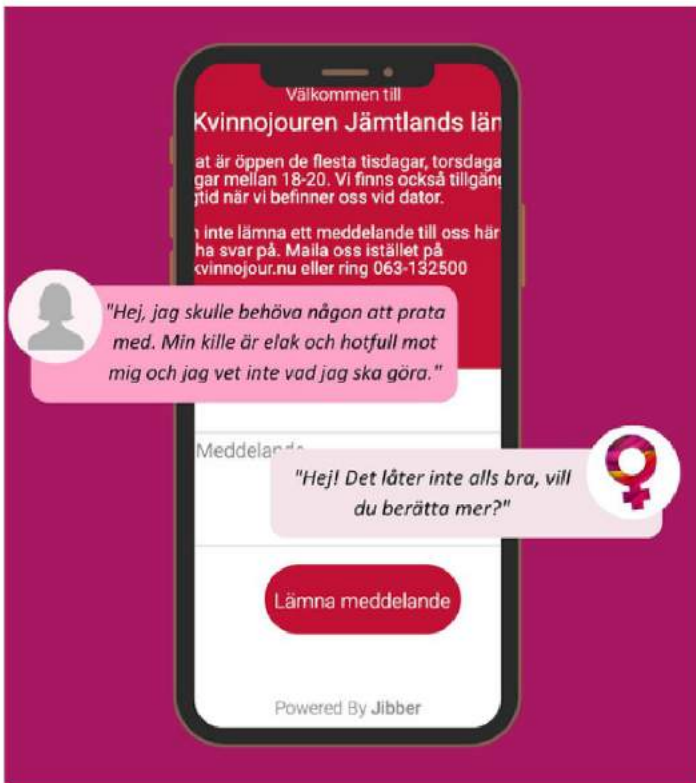 Välkommen till
Kvinnojouren Jämtlands län
at är öppen de flesta tisdagar, torsdaga
gar mellan 18-20. Vi finns också tillgäng
gtid när vi befinner oss vid dator.
inte lämna ett meddelande till oss här
ha svar på. Maila oss istället på
kvinnojour.nu eller ring 063-132500
"Hej, jag skulle behöva någon att prata
med. Min kille är elak och hotfull mot
mig och jag vet inte vad jag ska göra."
Meddelande
"Hej! Det låter inte alls bra, vill
du berätta mer?"
Lämna meddelande
Powered By Jibber